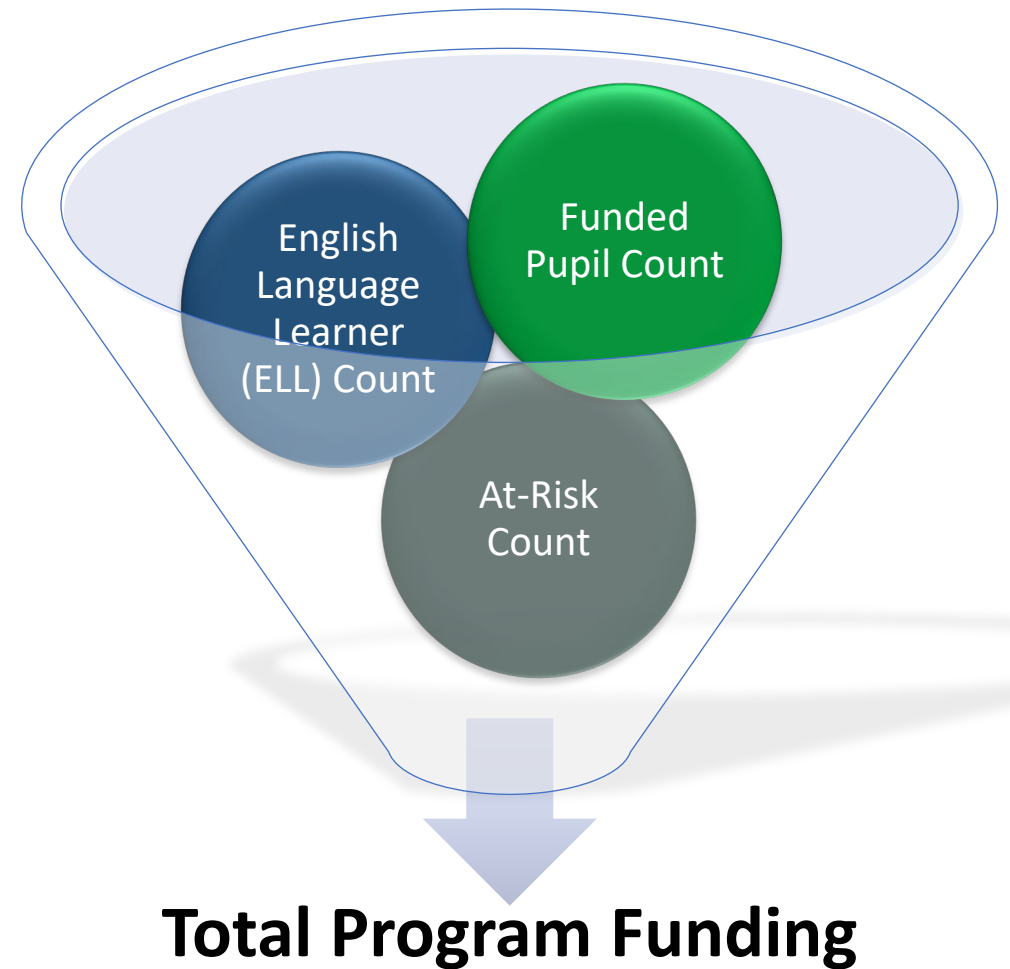 English
Language
Learner
(ELL) Count
Funded
Pupil Count
At-Risk
Count
Total Program Funding